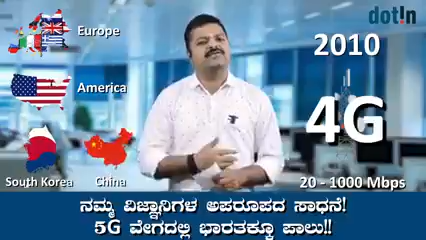 dot!n
Europe
2010
America
4G
South Korea
China
20 - 1000 Mbps
ನಮ್ಮ ವಿಜ್ಞಾನಿಗಳ ಅಪರೂಪದ ಸಾಧನೆ!
5G ವೇಗದಲ್ಲಿ ಭಾರತಕ್ಕೂ ಪಾಲು!!